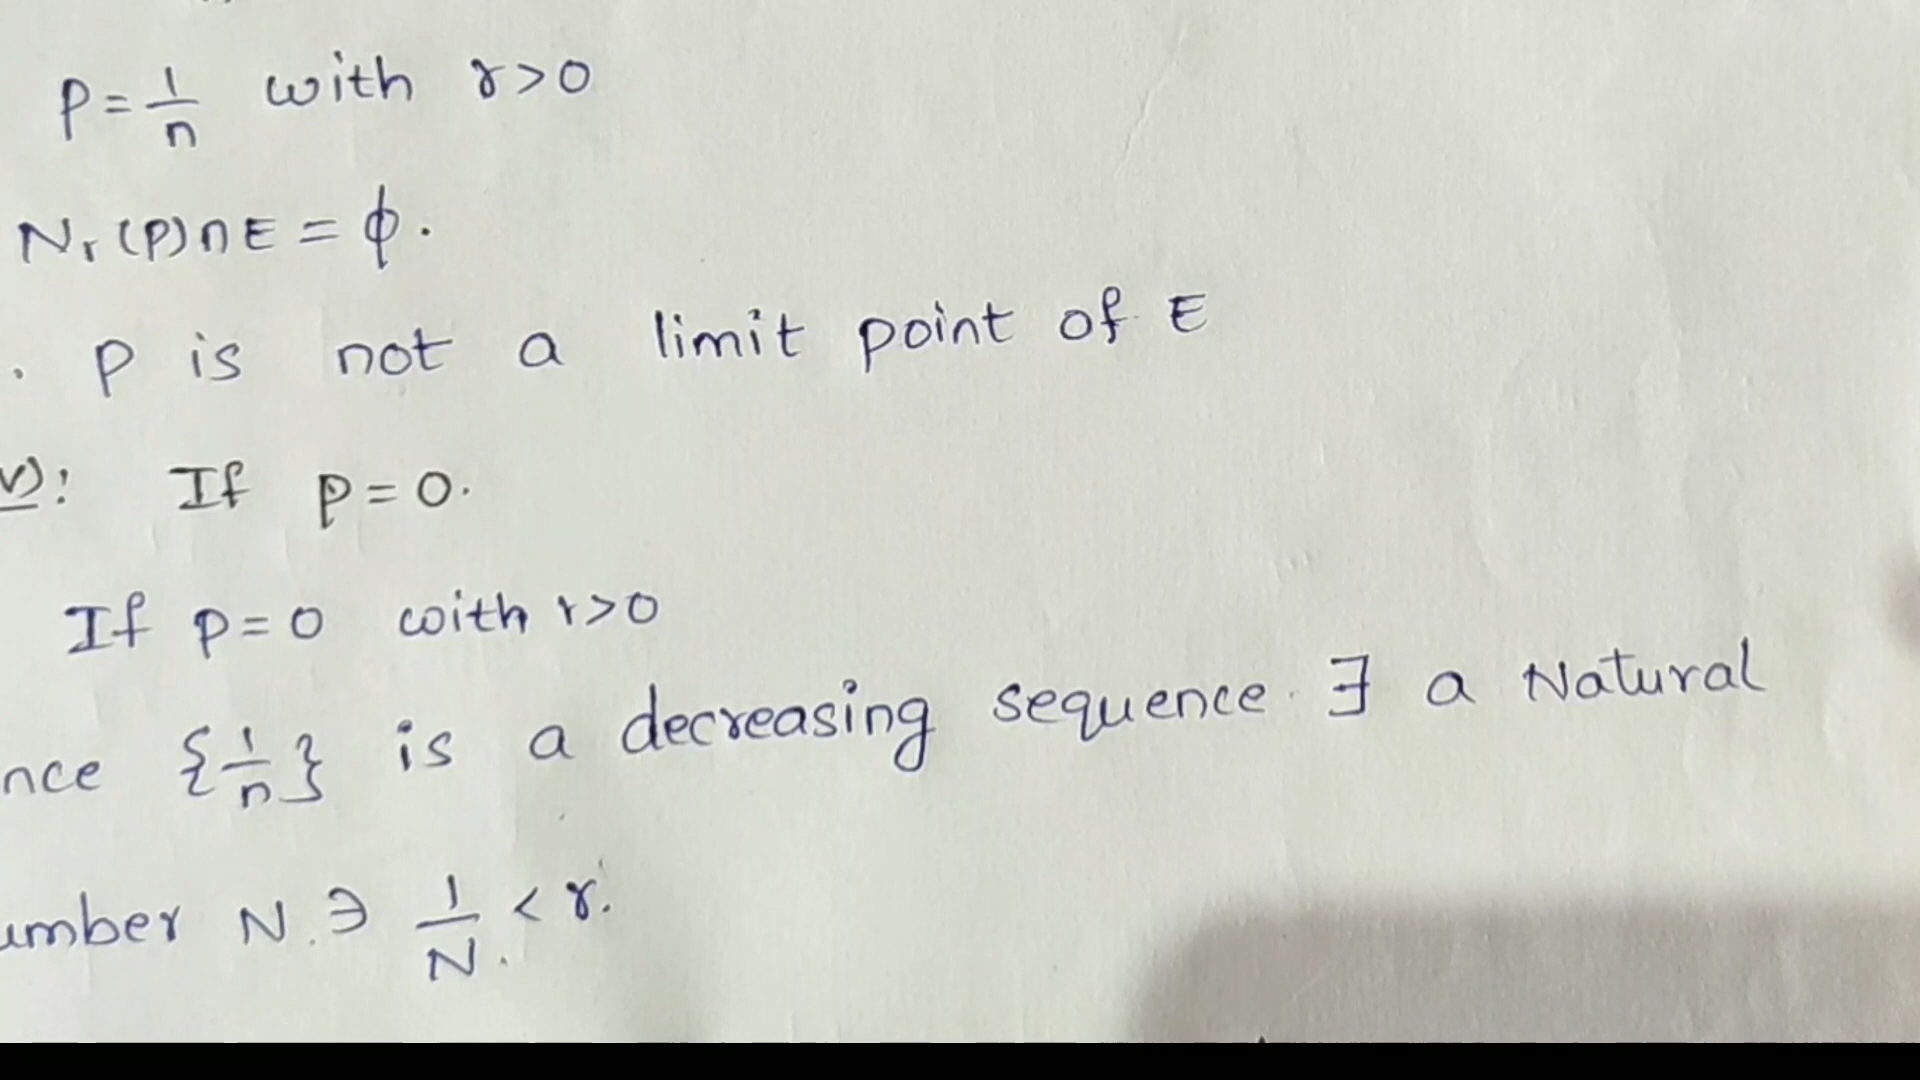 P = 1/n with r>0
Nr(P)∩E = ϕ.
. P is not a limit point of E
v): If p=0.
If p=0 with r>0
nce {1/n} is a decreasing sequence. ∃ a Natural
umber N. ∋ 1/N. < r.